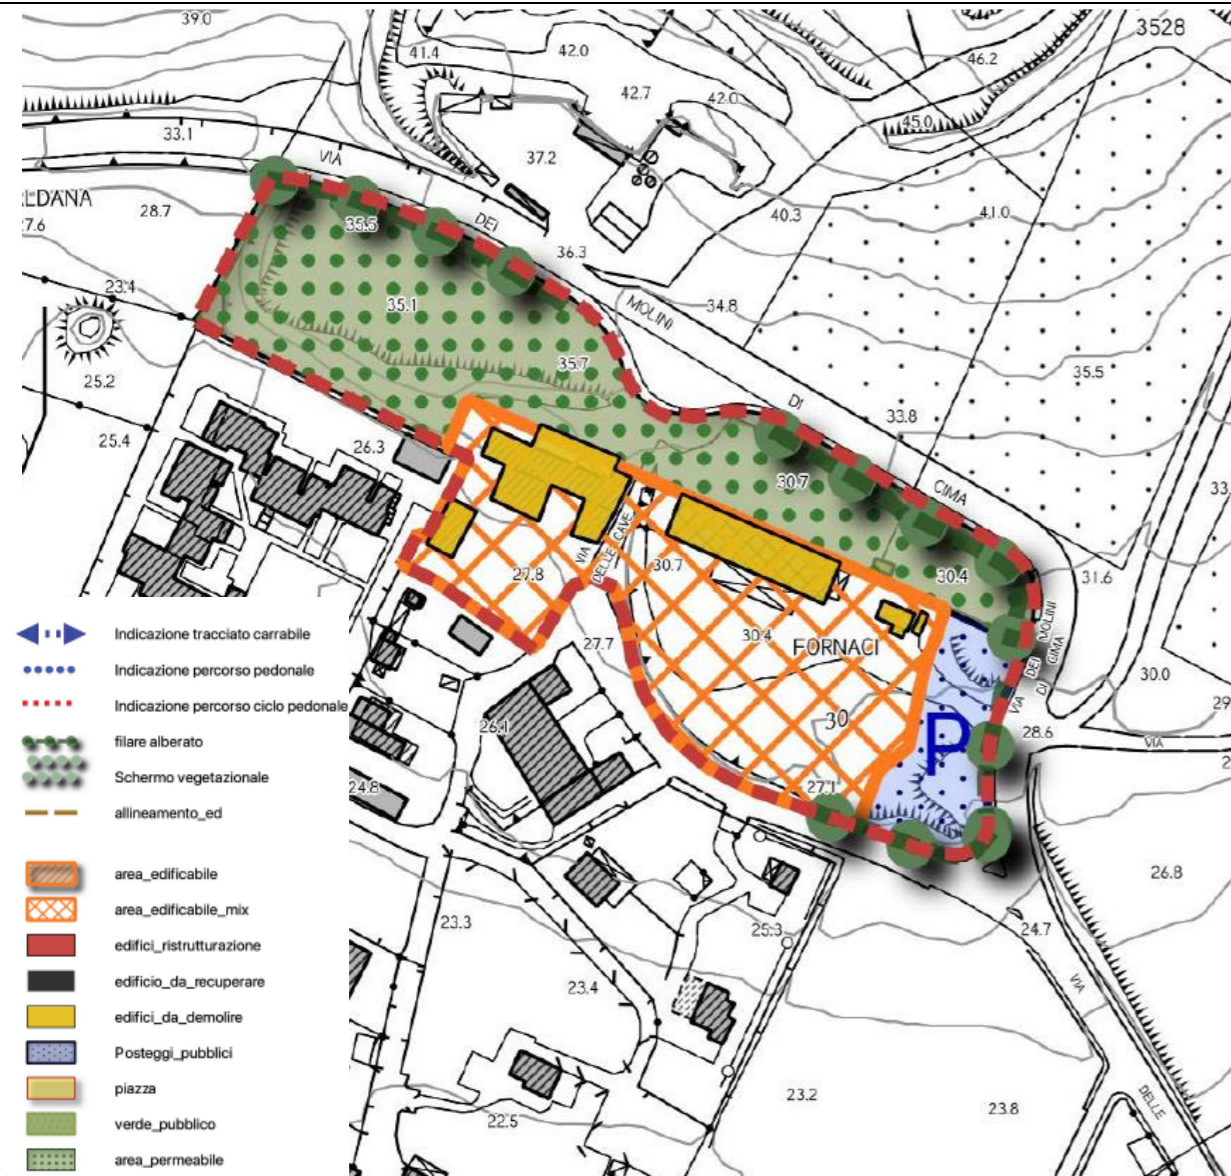 39.0
3528
41.4
42.0
46.2
42.7
42.0
45.0
33.1
VIA
37.2
EDANA
28.7
40.3
41.0
27.6
35.5
DEI
36.3
23.4
35.1
MOLINI
34.8
35.7
35.5
25.2
DI
33.8
25.4
26.3
30.7
CIMA
33
VIA
DELLE CAVE
27.8
30.7
30.4
31.6
30.4
FORNACI
27.7
VIA DEI MOLINI
DI CIMA
30.0
29
30
P
28.6
VIA
26.1
24.8
27.1
26.8
23.3
25.3
24.7
VIA
23.4
23.2
23.8
DELLE
22.5
Indicazione tracciato carrabile
Indicazione percorso pedonale
Indicazione percorso ciclo pedonale
filare alberato
Schermo vegetazionale
allineamento_ed
area_edificabile
area_edificabile_mix
edifici_ristrutturazione
edificio_da_recuperare
edifici_da_demolire
Posteggi_pubblici
piazza
verde_pubblico
area_permeabile